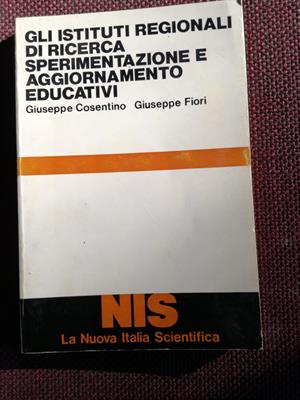 GLI ISTITUTI REGIONALI
DI RICERCA
SPERIMENTAZIONE E
AGGIORNAMENTO
EDUCATIVI
Giuseppe Cosentino Giuseppe Fiori
NIS
La Nuova Italia Scientifica